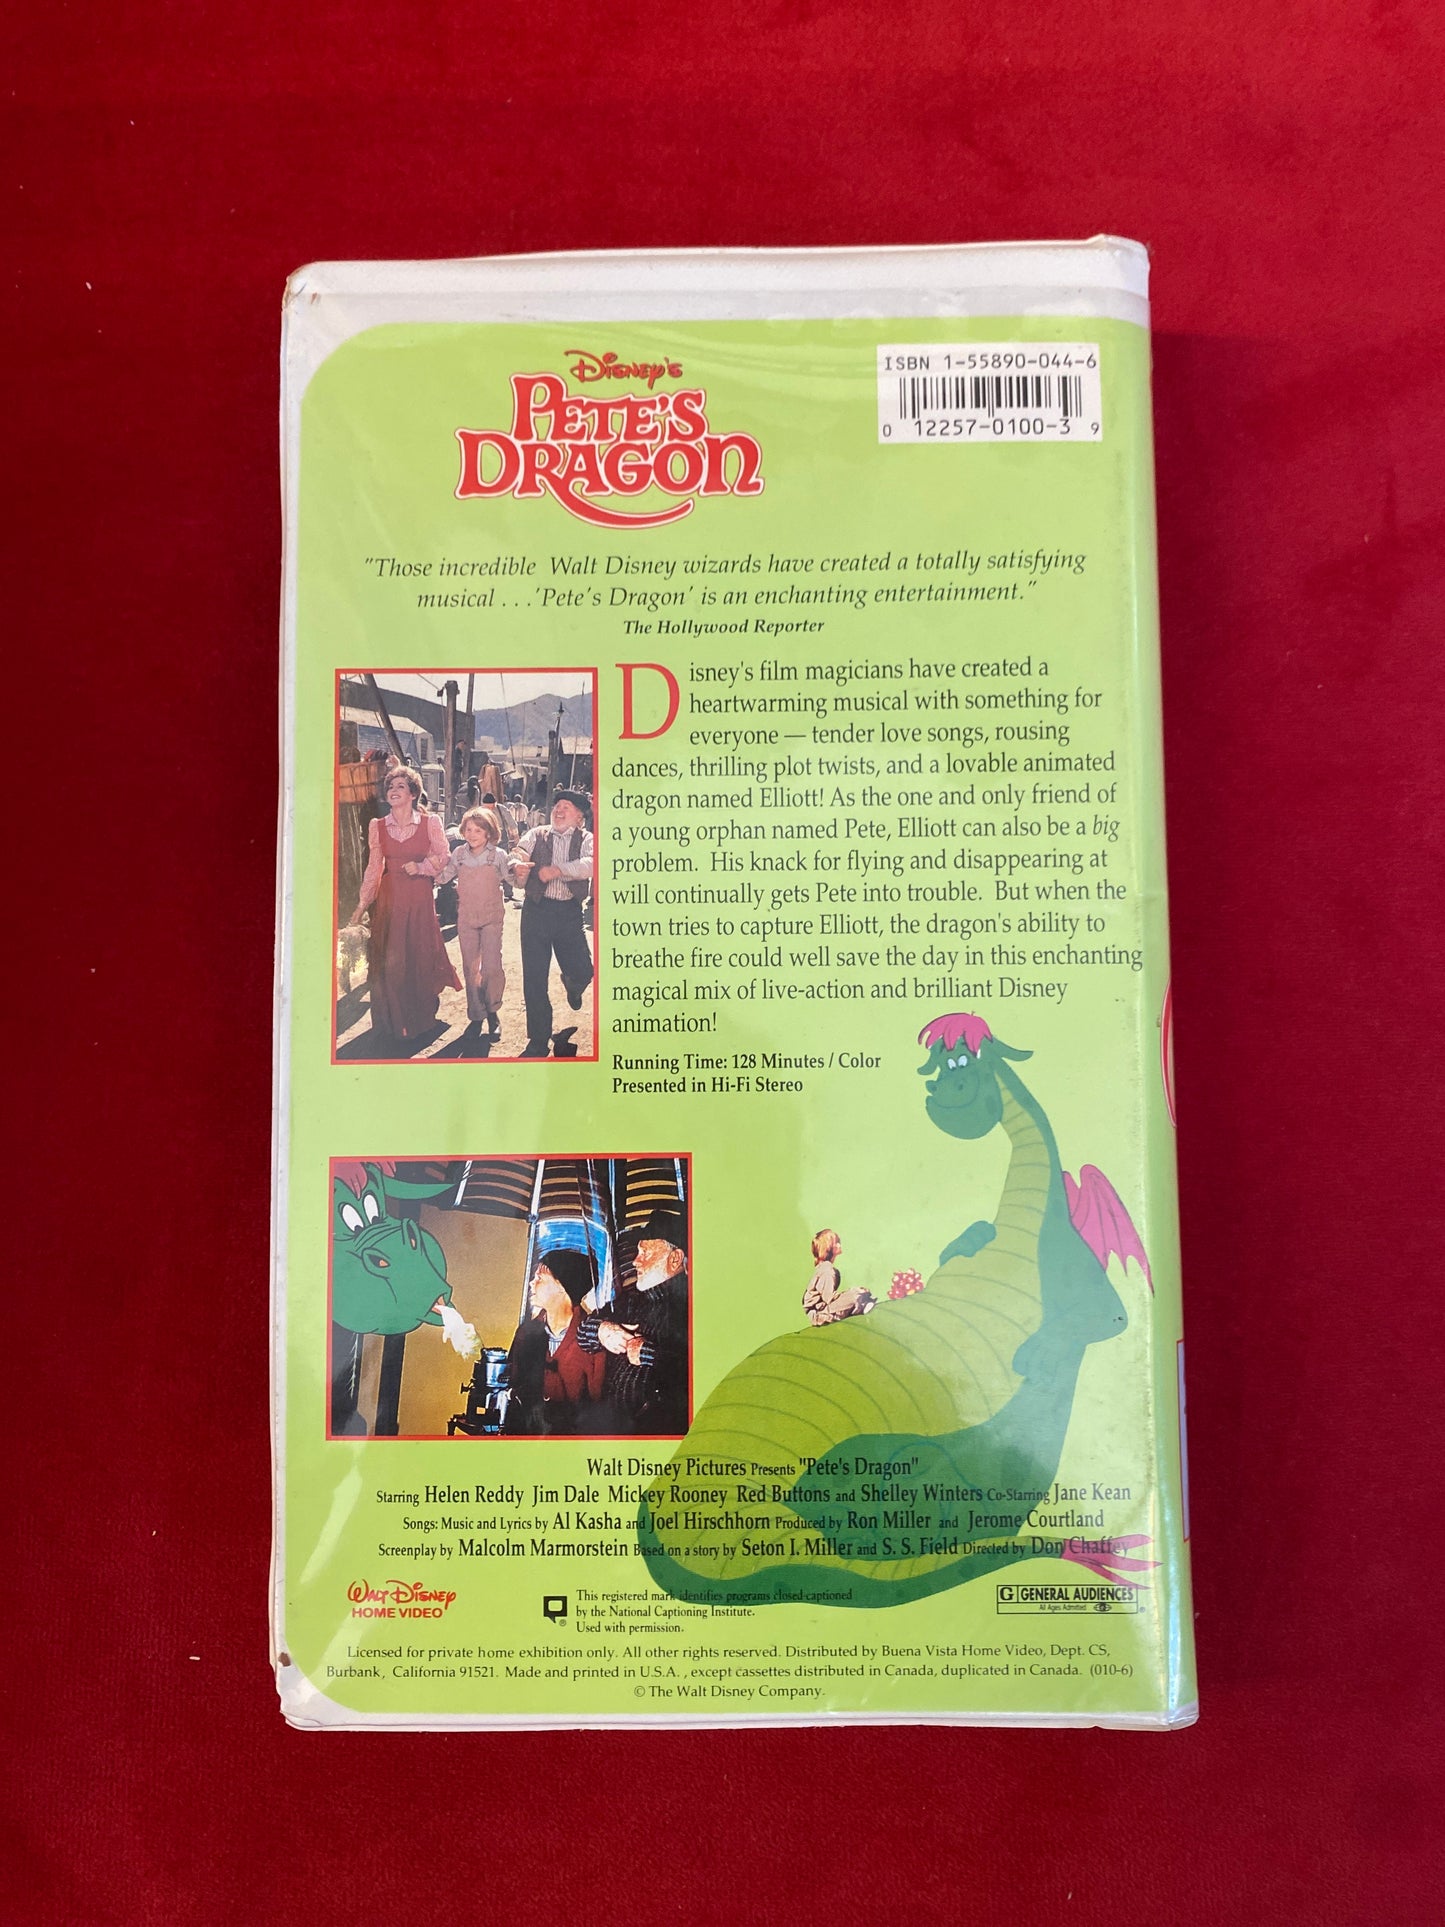 Disney's
PETE'S
DRAGON
ISBN 1-55890-044-6
0 12257-0100-3 9
"Those incredible Walt Disney wizards have created a totally satisfying
musical . . .'Pete's Dragon' is an enchanting entertainment."
The Hollywood Reporter
Disney's film magicians have created a
heartwarming musical with something for
everyone — tender love songs, rousing
dances, thrilling plot twists, and a lovable animated
dragon named Elliott! As the one and only friend of
a young orphan named Pete, Elliott can also be a big
problem. His knack for flying and disappearing at
will continually gets Pete into trouble. But when the
town tries to capture Elliott, the dragon's ability to
breathe fire could well save the day in this enchanting
magical mix of live-action and brilliant Disney
animation!
Running Time: 128 Minutes / Color
Presented in Hi-Fi Stereo
Walt Disney Pictures Presents "Pete's Dragon"
Starring Helen Reddy Jim Dale Mickey Rooney Red Buttons and Shelley Winters Co-Starring Jane Kean
Songs: Music and Lyrics by Al Kasha and Joel Hirschhorn Produced by Ron Miller and Jerome Courtland
Screenplay by Malcolm Marmorstein Based on a story by Seton I. Miller and S. S. Field Directed by Don Chaffey
WALT DISNEY
HOME VIDEO
This registered mark identifies programs closed captioned
by the National Captioning Institute.
Used with permission.
G GENERAL AUDIENCES
All Ages Admitted
Licensed for private home exhibition only. All other rights reserved. Distributed by Buena Vista Home Video, Dept. CS,
Burbank, California 91521. Made and printed in U.S.A. , except cassettes distributed in Canada, duplicated in Canada. (010-6)
© The Walt Disney Company.